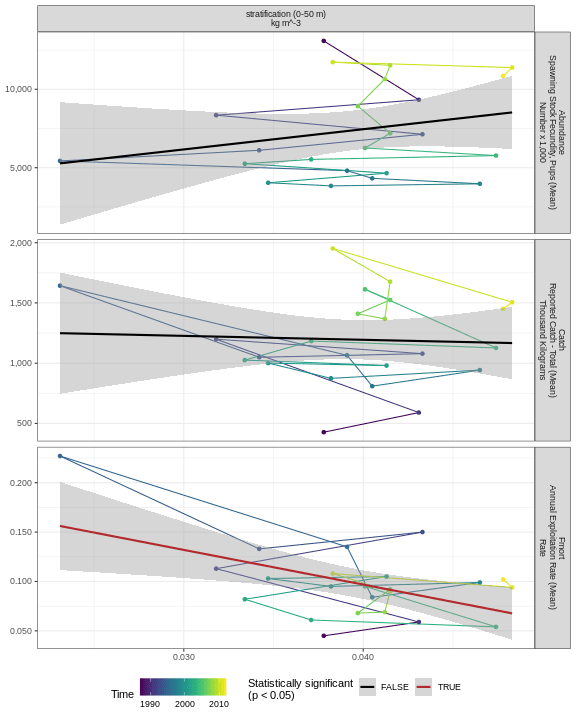 stratification (0-50 m)
kg m^-3
10,000
5,000
Abundance
Spawning Stock Fecundity, Pups (Mean)
Number x 1,000
2,000
1,500
1,000
500
Catch
Reported Catch - Total (Mean)
Thousand Kilograms
0.200
0.150
0.100
0.050
Fmort
Annual Exploitation Rate (Mean)
Rate
0.030 0.040
Time 1990 2000 2010
Statistically significant
(p < 0.05)
FALSE TRUE